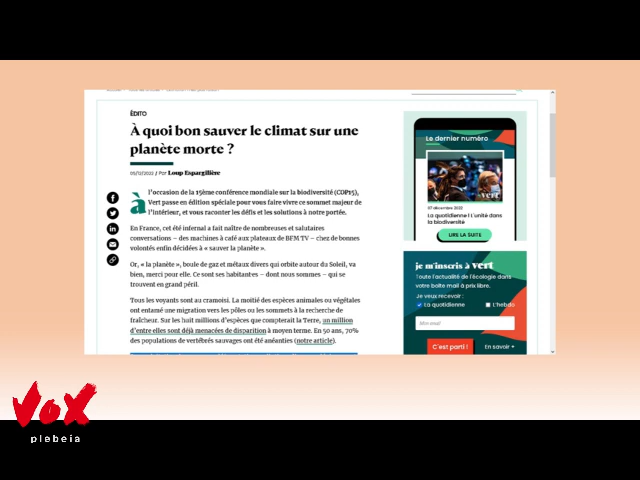 ÉDITO
À quoi bon sauver le climat sur une
planète morte ?
/ Par Loup Espargilière
à l'occasion de la 15ème conférence mondiale sur la biodiversité (COP15),
Vert passe en édition spéciale pour vous faire vivre ce sommet majeur de
l'intérieur, et vous raconter les défis et les solutions à notre portée.
En France, cet été infernal a fait naître de nombreuses et salutaires
conversations – des machines à café aux plateaux de BFM TV – chez de bonnes
volontés enfin décidées à « sauver la planète ».
Or, « la planète », boule de gaz et métaux divers qui orbite autour du Soleil, va
bien, merci pour elle. Ce sont ses habitantes – dont nous sommes – qui se
trouvent en grand péril.
Tous les voyants sont au cramoisi. La moitié des espèces animales ou végétales
ont entamé une migration vers les pôles ou les sommets à la recherche de
fraîcheur. Sur les huit millions d'espèces que compterait la Terre, un million
d'entre elles sont déjà menacées de disparition à moyen terme. En 50 ans, 70%
des populations de vertébrés sauvages ont été anéanties (notre article).
Le dernier numéro
vert
07 décembre 2022
La quotidienne | L'unité dans
la biodiversité
LIRE LA SUITE
je m'inscris à vert
Toute l'actualité de l'écologie dans
votre boîte mail à prix libre.
Je veux recevoir :
La quotidienne
L'hebdo
Mon mail
C'est parti !
En savoir +
VOX
plebeia